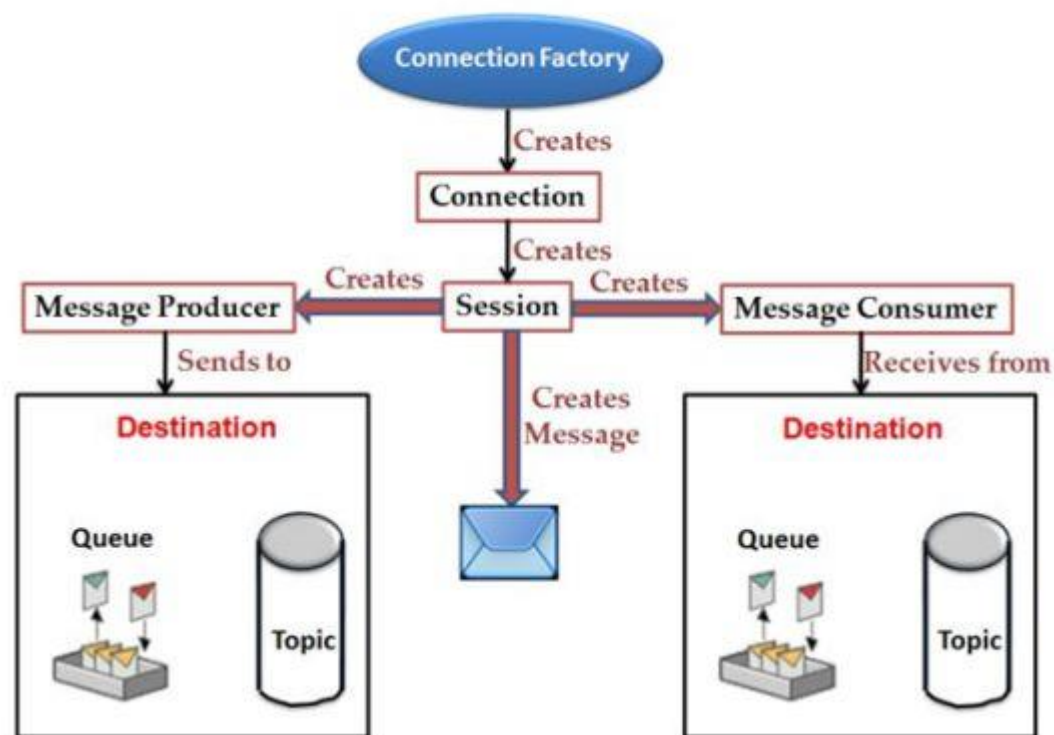 Connection Factory
Creates
Connection
Creates
Creates
Creates
Message Producer
Session
Message Consumer
Sends to
Receives from
Creates
Message
Destination
Destination
Queue
Topic
Queue
Topic